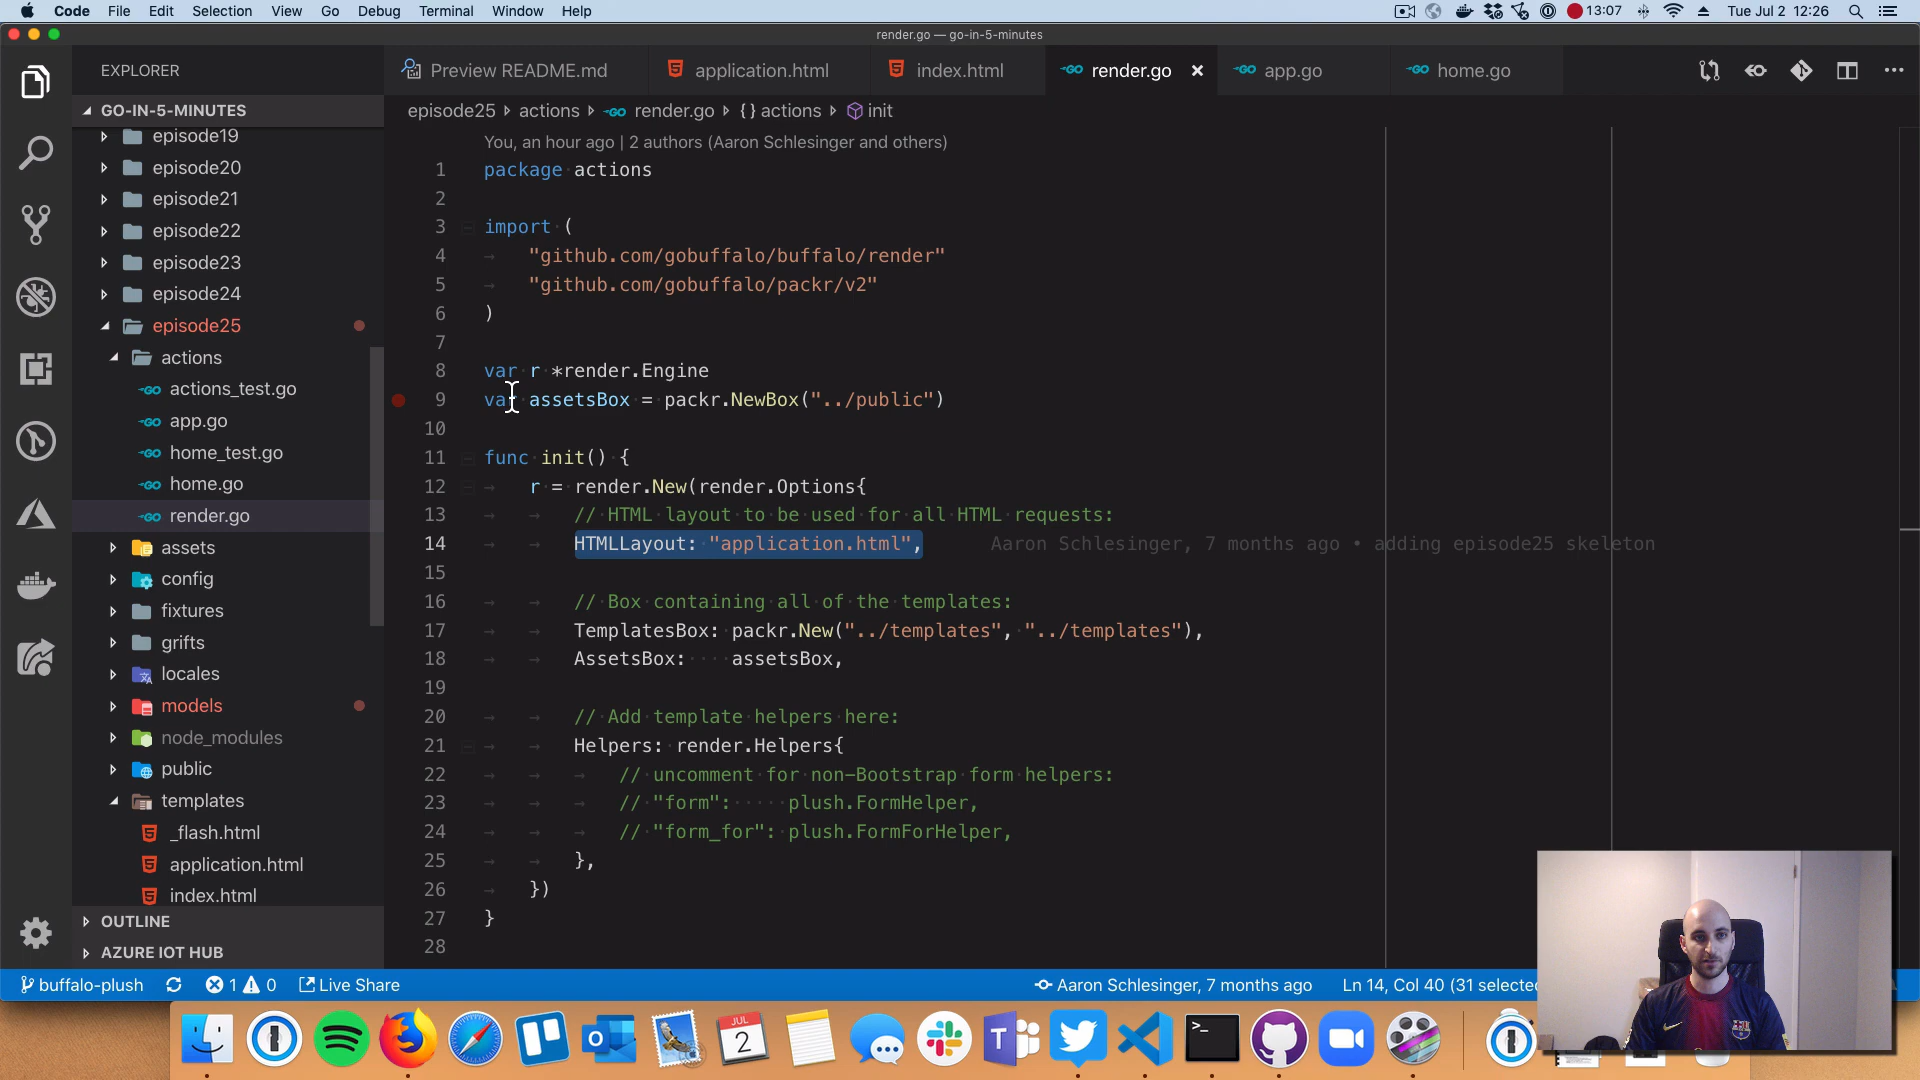 Code File Edit Selection View Go Debug Terminal Window Help 13:07 Tue Jul 2 12:26
render.go — go-in-5-minutes
EXPLORER
Preview README.md application.html index.html render.go app.go home.go
GO-IN-5-MINUTES
episode25 actions render.go {} actions init
episode19
episode20
episode21
episode22
episode23
episode24
episode25
actions
actions_test.go
app.go
home_test.go
home.go
render.go
assets
config
fixtures
grifts
locales
models
node_modules
public
templates
_flash.html
application.html
index.html
OUTLINE
AZURE IOT HUB
You, an hour ago | 2 authors (Aaron Schlesinger and others)
1 package actions
2
3 import (
4 "github.com/gobuffalo/buffalo/render"
5 "github.com/gobuffalo/packr/v2"
6 )
7
8 var r *render.Engine
9 var assetsBox = packr.NewBox("../public")
10
11 func init() {
12 r = render.New(render.Options{
13 // HTML layout to be used for all HTML requests:
14 HTMLLayout: "application.html", Aaron Schlesinger, 7 months ago • adding episode25 skeleton
15
16 // Box containing all of the templates:
17 TemplatesBox: packr.New("../templates", "../templates"),
18 AssetsBox: assetsBox,
19
20 // Add template helpers here:
21 Helpers: render.Helpers{
22 // uncomment for non-Bootstrap form helpers:
23 // "form": plush.FormHelper,
24 // "form_for": plush.FormForHelper,
25 },
26 })
27 }
28
buffalo-plush 1 0 Live Share Aaron Schlesinger, 7 months ago Ln 14, Col 40 (31 selected
JUL
2